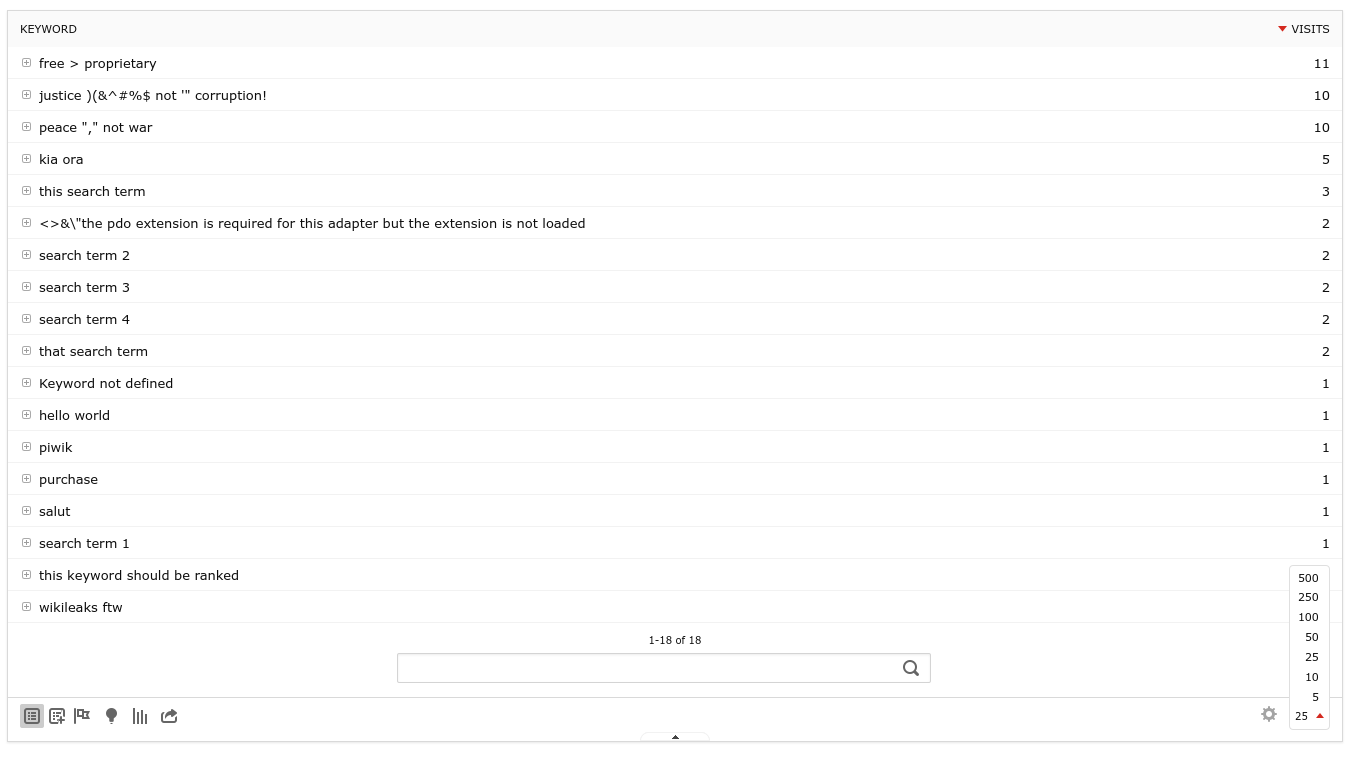 KEYWORD VISITS
free > proprietary 11
justice )(&^#%$ not '" corruption! 10
peace "," not war 10
kia ora 5
this search term 3
<>&\"the pdo extension is required for this adapter but the extension is not loaded 2
search term 2 2
search term 3 2
search term 4 2
that search term 2
Keyword not defined 1
hello world 1
piwik 1
purchase 1
salut 1
search term 1 1
this keyword should be ranked
wikileaks ftw
1-18 of 18
500
250
100
50
25
10
5
25